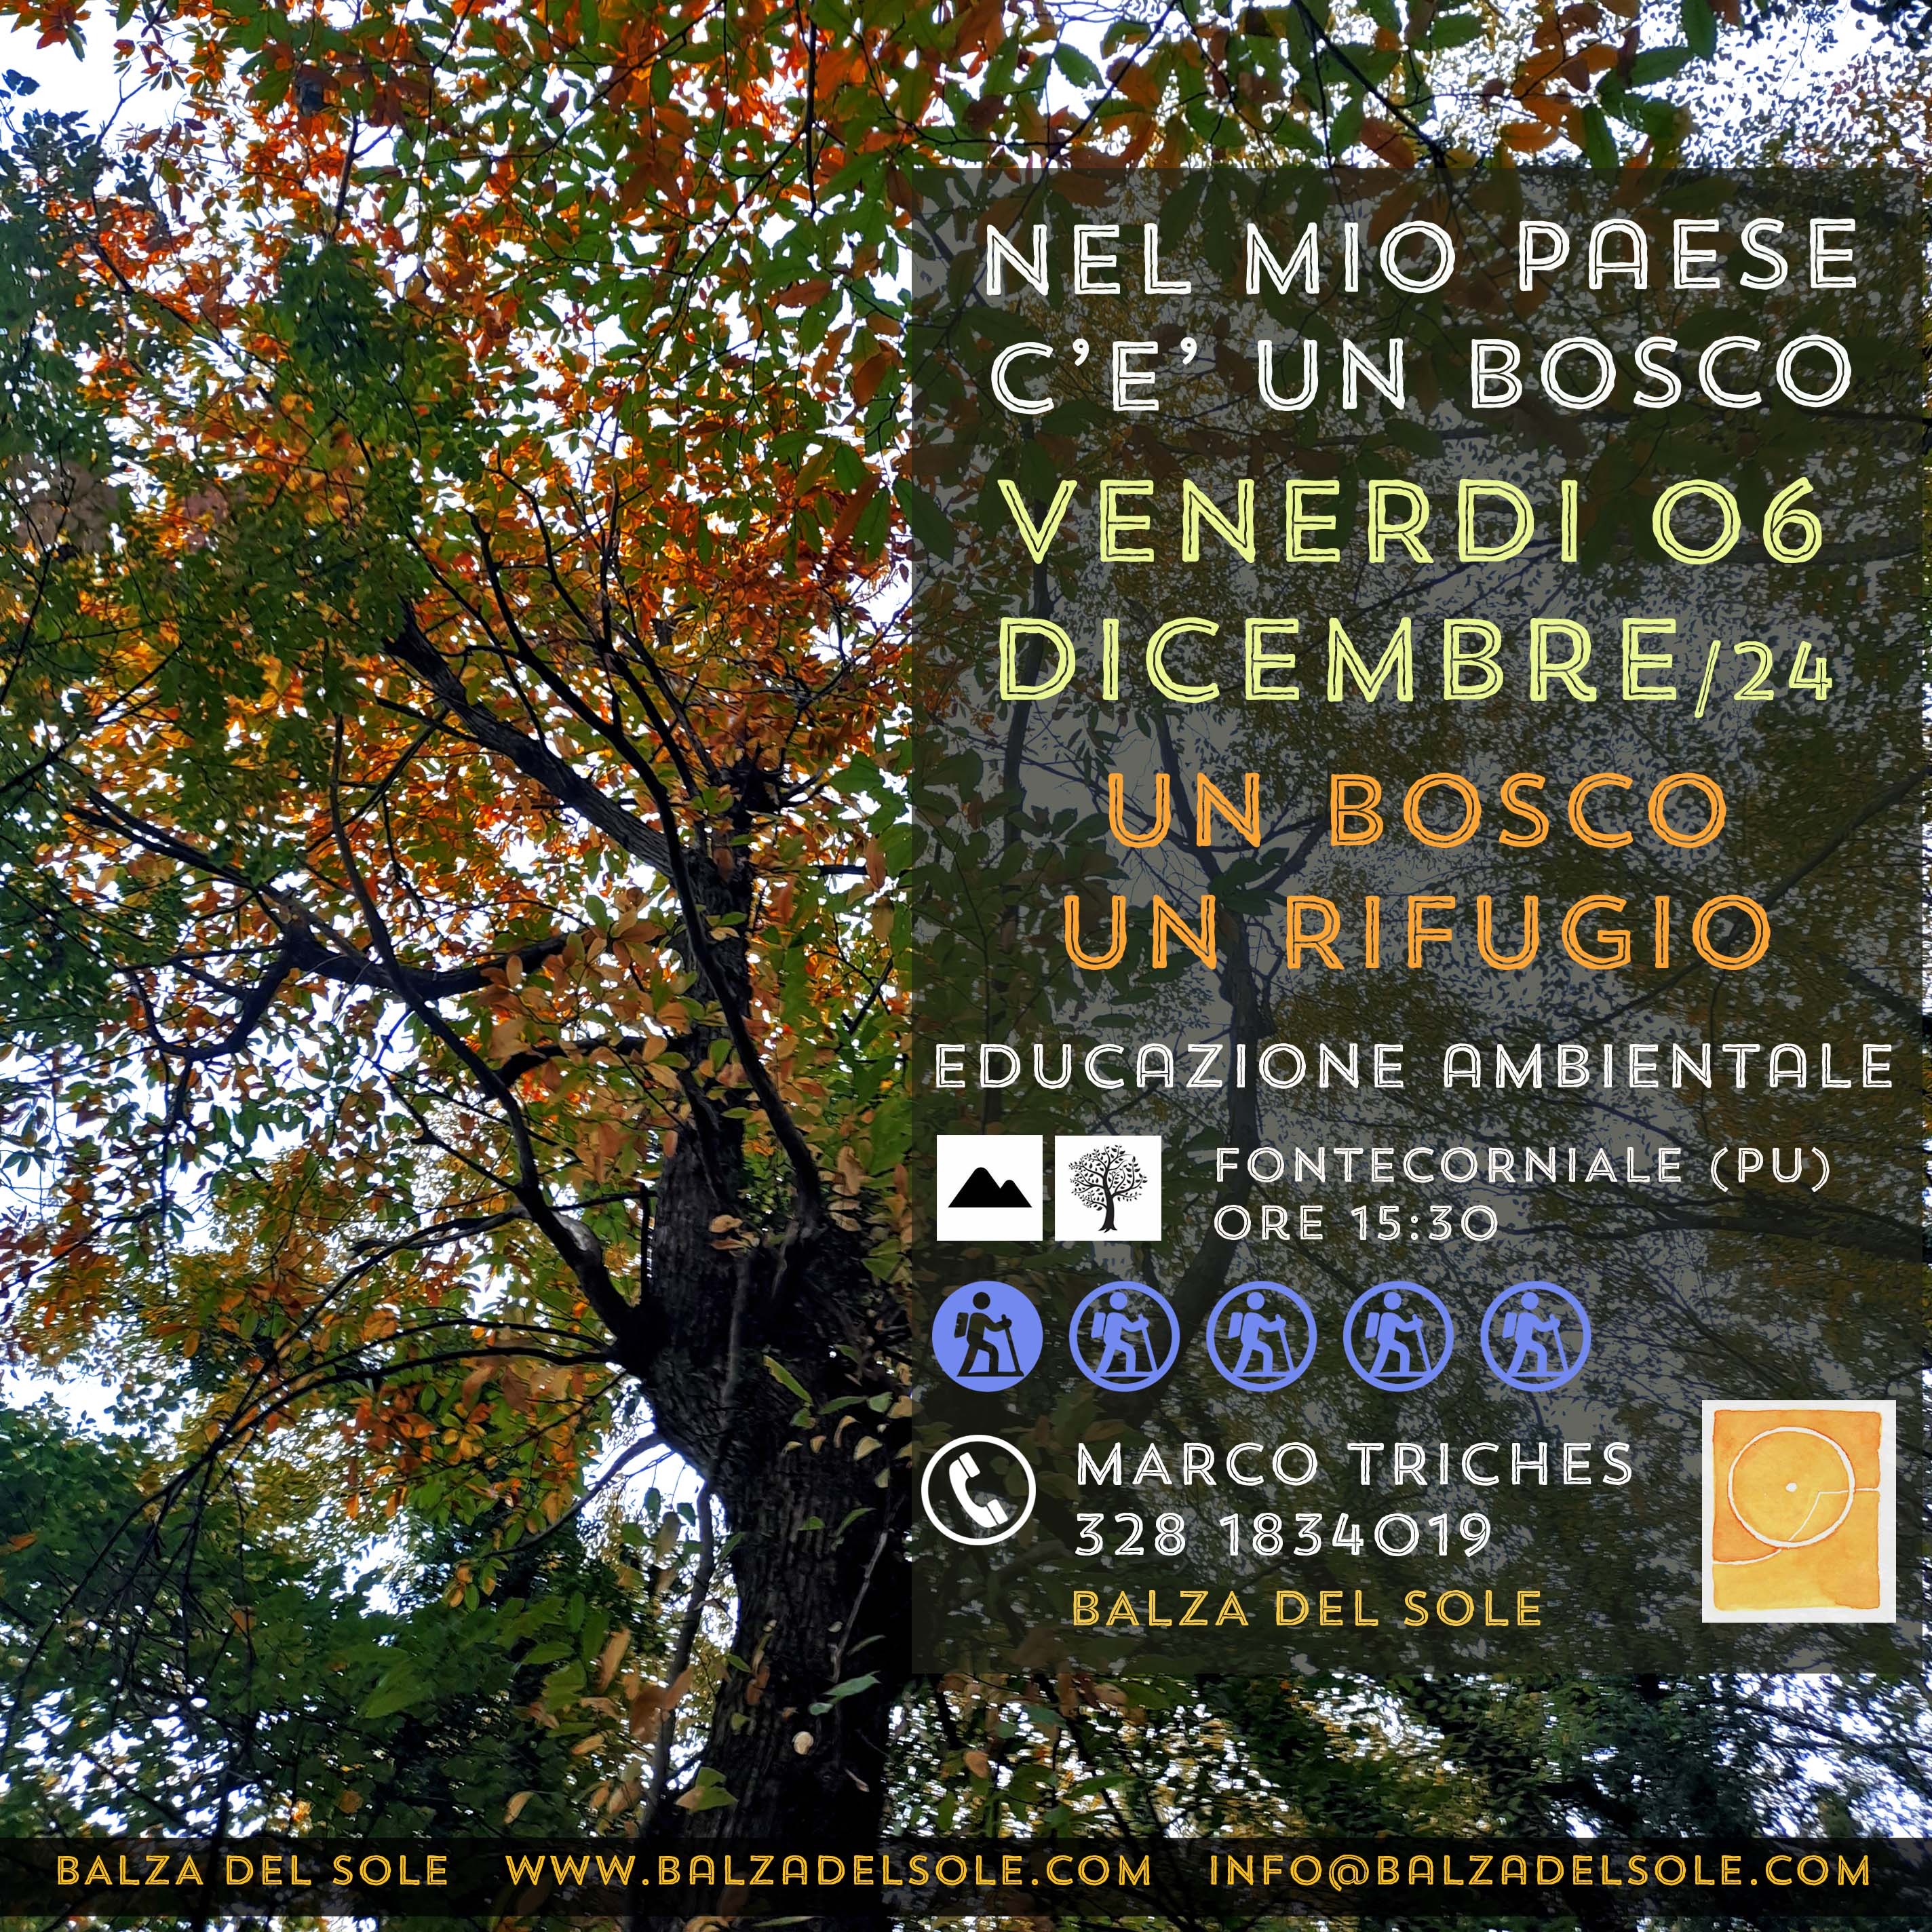 NEL MIO PAESE
C'E' UN BOSCO
VENERDI 06
DICEMBRE/24
UN BOSCO
UN RIFUGIO
EDUCAZIONE AMBIENTALE
FONTECORNIALE (PU)
ORE 15:30
MARCO TRICHES
328 1834019
BALZA DEL SOLE
BALZA DEL SOLE WWW.BALZADELSOLE.COM INFO@BALZADELSOLE.COM